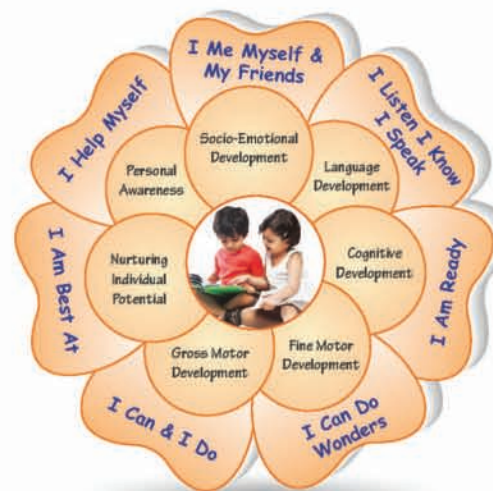 I Me Myself &
My Friends
I Listen I Know
I Speak
I Am Ready
I Can Do
Wonders
I Can & I Do
I Am Best At
I Help Myself
Socio-Emotional
Development
Language
Development
Cognitive
Development
Fine Motor
Development
Gross Motor
Development
Nurturing
Individual
Potential
Personal
Awareness